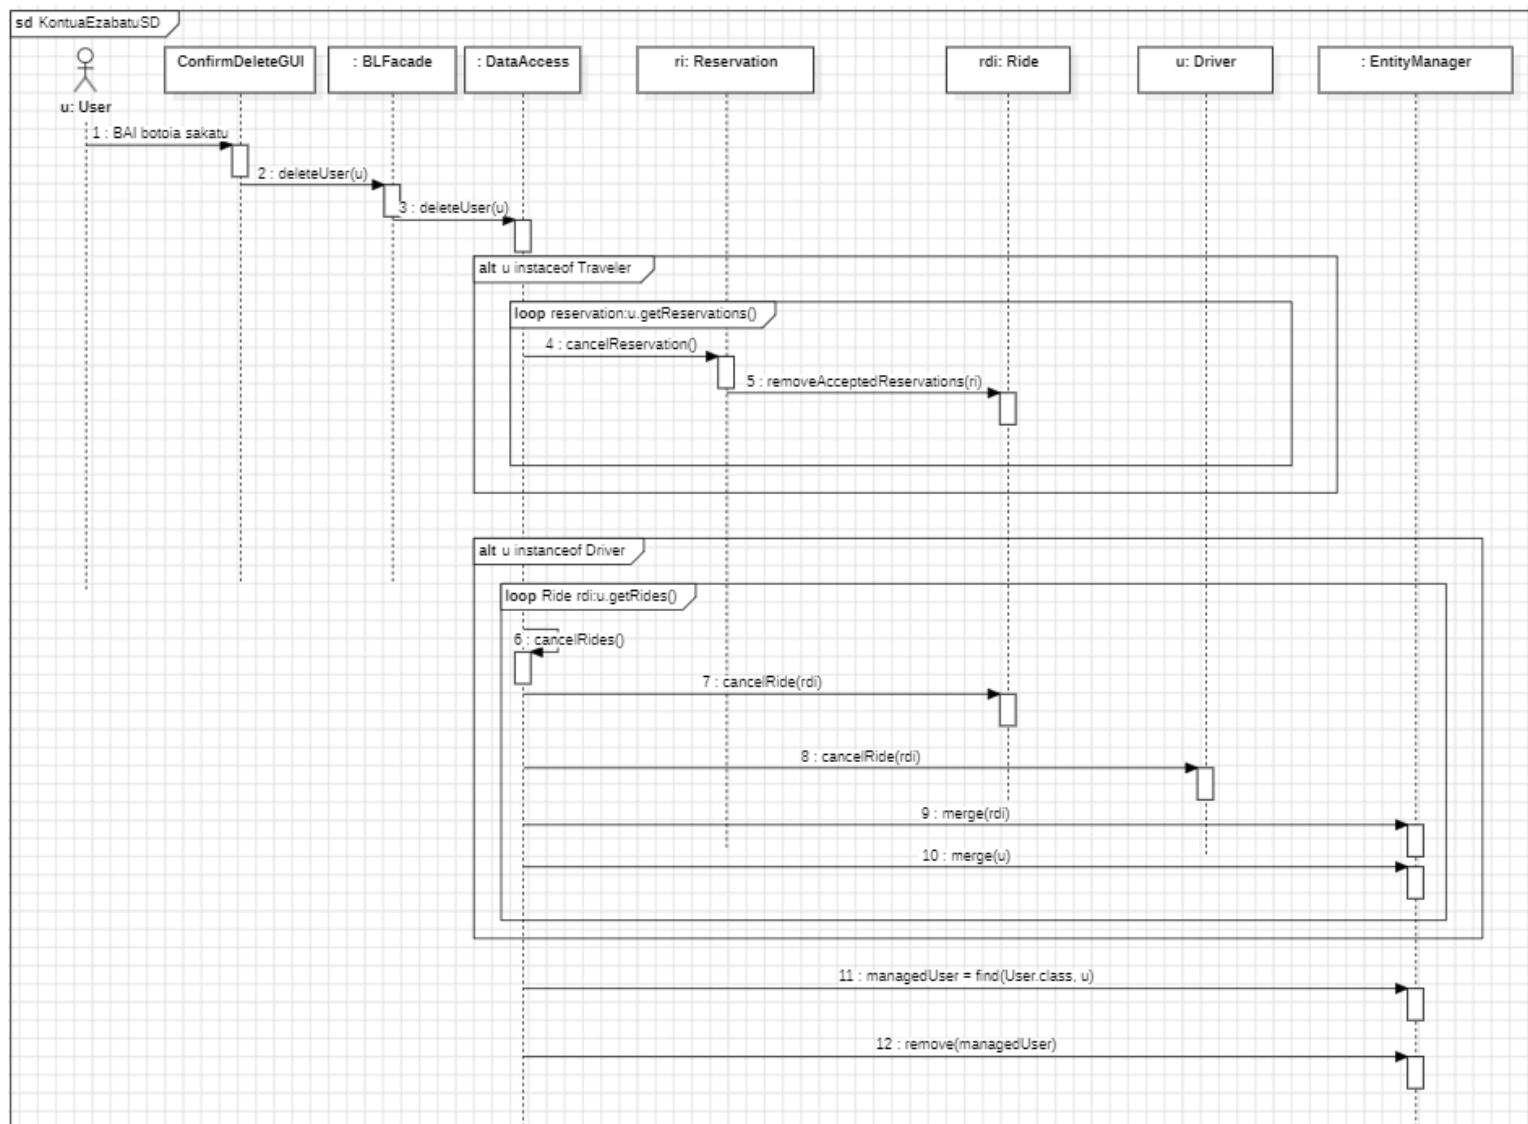 sd KontuaEzabatuSD
ConfirmDeleteGUI
: BLFacade
: DataAccess
ri: Reservation
rdi: Ride
u: Driver
: EntityManager
u: User
1 : BAI botoia sakatu
2 : deleteUser(u)
3 : deleteUser(u)
alt u instaceof Traveler
loop reservation:u.getReservations()
4 : cancelReservation()
5 : removeAcceptedReservations(ri)
alt u instanceof Driver
loop Ride rdi:u.getRides()
6 : cancelRides()
7 : cancelRide(rdi)
8 : cancelRide(rdi)
9 : merge(rdi)
10 : merge(u)
11 : managedUser = find(User.class, u)
12 : remove(managedUser)